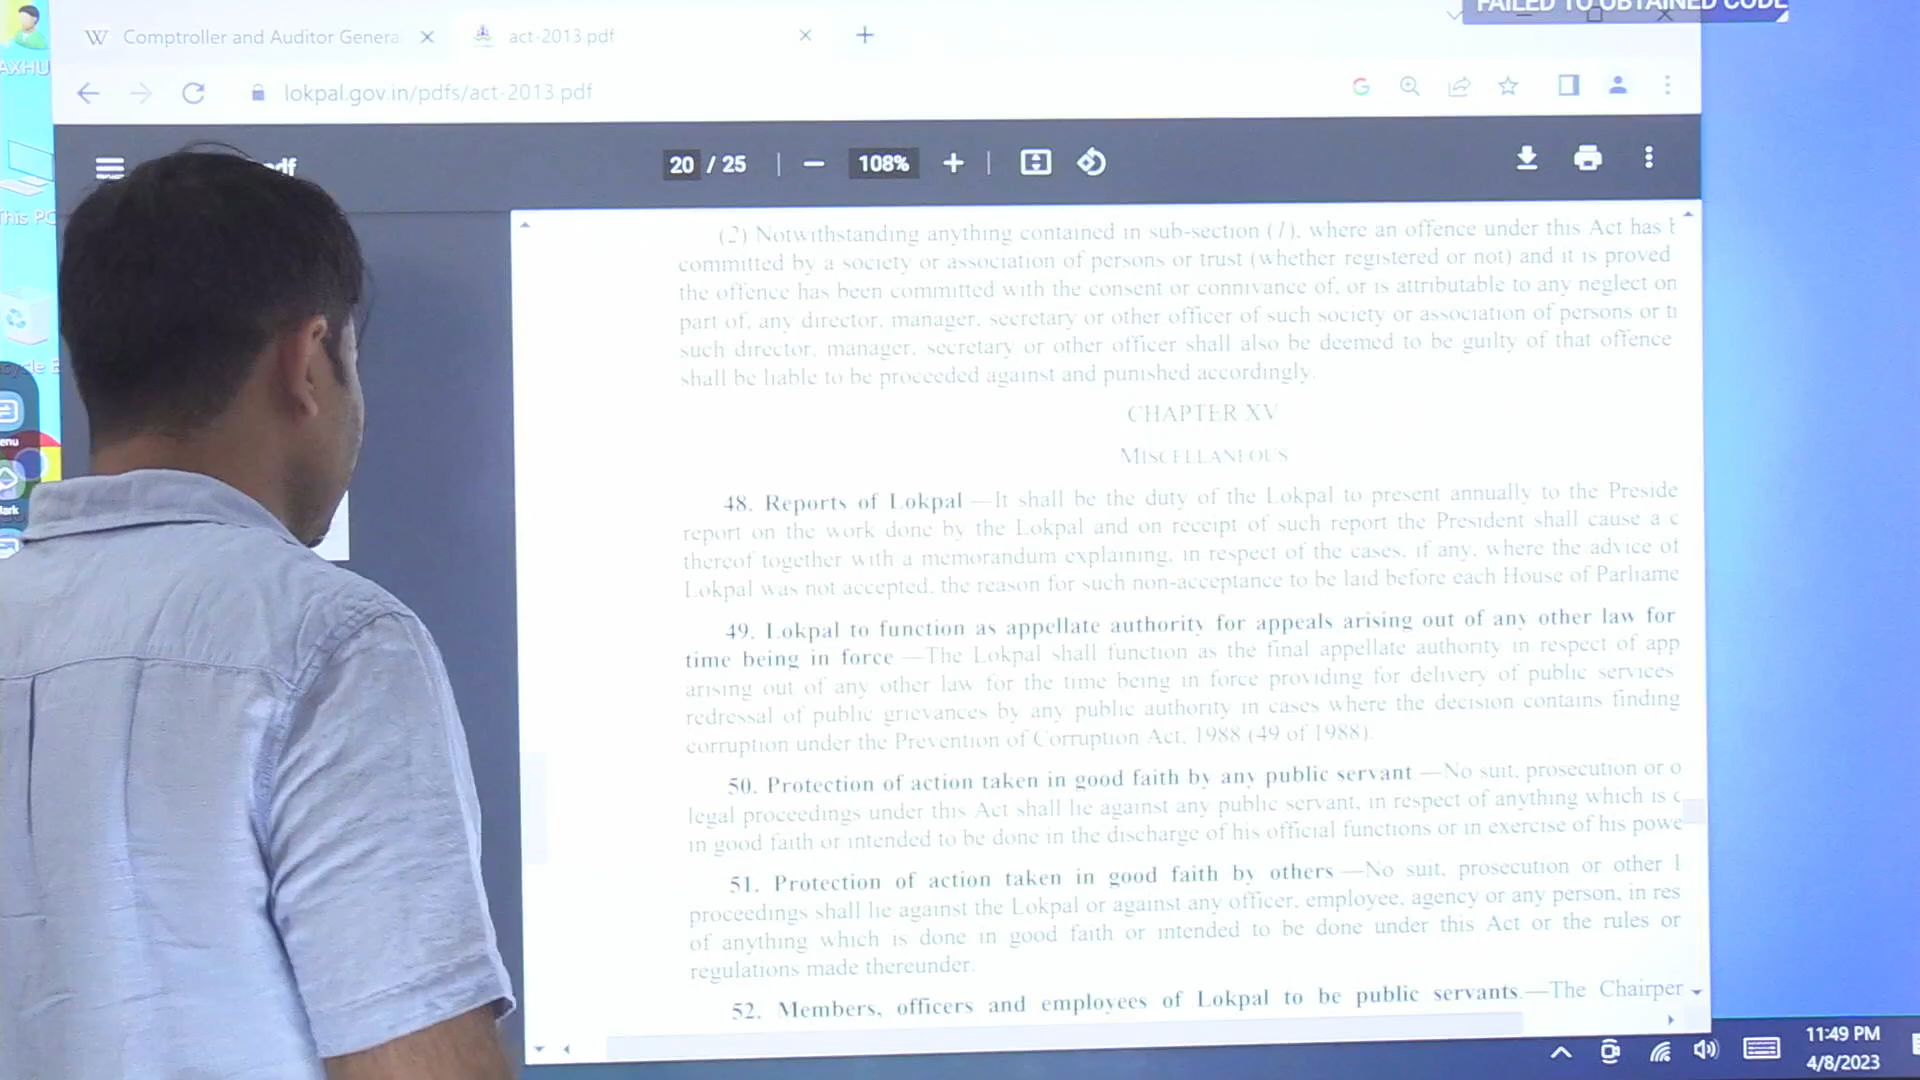 FAILED TO OBTAINED CODE
Comptroller and Auditor Genera
act-2013.pdf
lokpal.gov.in/pdfs/act-2013.pdf
AXHU
This PC
20 / 25
108%
(2) Notwithstanding anything contained in sub-section (1), where an offence under this Act has
committed by a society or association of persons or trust (whether registered or not) and it is proved
the offence has been committed with the consent or connivance of, or is attributable to any neglect on
part of, any director, manager, secretary or other officer of such society or association of persons or
such director, manager, secretary or other officer shall also be deemed to be guilty of that offence
shall be liable to be proceeded against and punished accordingly.
CHAPTER XV
MISCELLANEOUS
48. Reports of Lokpal —It shall be the duty of the Lokpal to present annually to the Preside
report on the work done by the Lokpal and on receipt of such report the President shall cause a c
thereof together with a memorandum explaining, in respect of the cases, if any, where the advice of
Lokpal was not accepted, the reason for such non-acceptance to be laid before each House of Parliame
49. Lokpal to function as appellate authority for appeals arising out of any other law for
time being in force —The Lokpal shall function as the final appellate authority in respect of app
arising out of any other law for the time being in force providing for delivery of public services
redressal of public grievances by any public authority in cases where the decision contains finding
corruption under the Prevention of Corruption Act, 1988 (49 of 1988).
50. Protection of action taken in good faith by any public servant —No suit, prosecution or o
legal proceedings under this Act shall lie against any public servant, in respect of anything which is
in good faith or intended to be done in the discharge of his official functions or in exercise of his powe
51. Protection of action taken in good faith by others —No suit, prosecution or other l
proceedings shall lie against the Lokpal or against any officer, employee, agency or any person, in res
of anything which is done in good faith or intended to be done under this Act or the rules or
regulations made thereunder.
52. Members, officers and employees of Lokpal to be public servants.—The Chairper
11:49 PM
4/8/2023